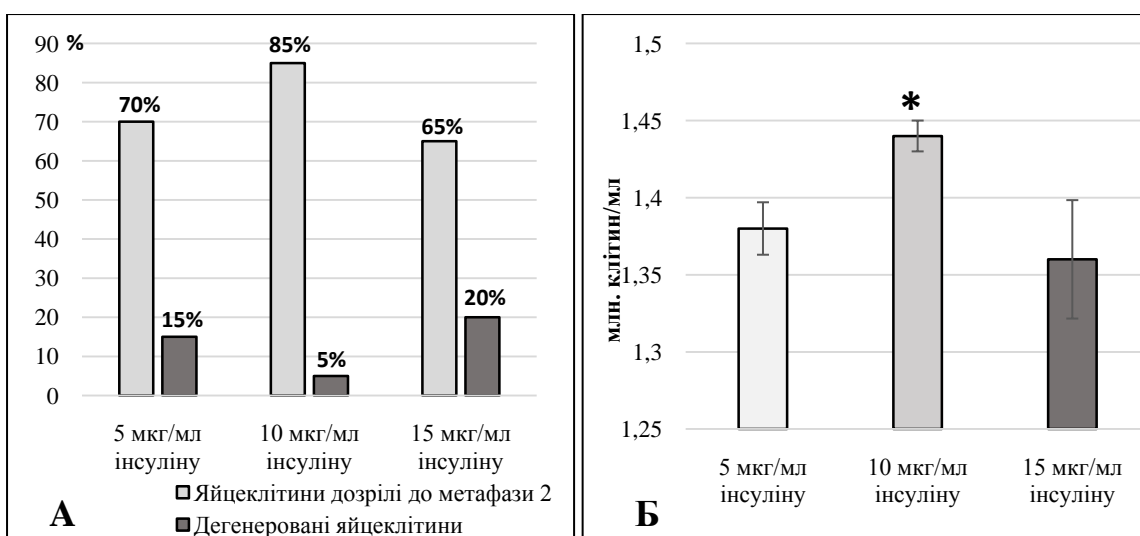 90 %
80
70
60
50
40
30
20
10
0
70%
15%
85%
5%
65%
20%
5 мкг/мл
інсуліну
10 мкг/мл
інсуліну
15 мкг/мл
інсуліну
Яйцеклітини дозрілі до метафази 2
Дегенеровані яйцеклітини
А
млн. клітин/мл
1,5
1,45
1,4
1,35
1,3
1,25
*
5 мкг/мл
інсуліну
10 мкг/мл
інсуліну
15 мкг/мл
інсуліну
Б